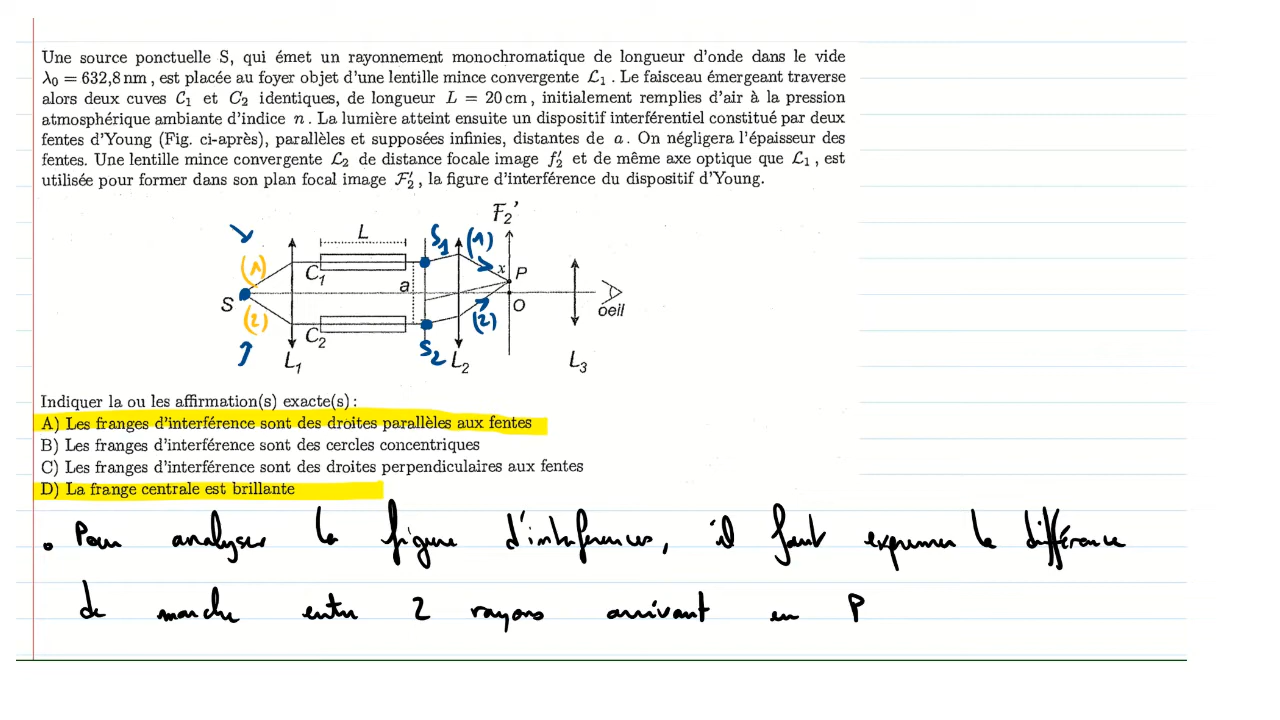 Une source ponctuelle S, qui émet un rayonnement monochromatique de longueur d'onde dans le vide
λ₀ = 632,8 nm, est placée au foyer objet d'une lentille mince convergente ℒ₁. Le faisceau émergeant traverse
alors deux cuves C₁ et C₂ identiques, de longueur L = 20 cm, initialement remplies d'air à la pression
atmosphérique ambiante d'indice n. La lumière atteint ensuite un dispositif interférentiel constitué par deux
fentes d'Young (Fig. ci-après), parallèles et supposées infinies, distantes de a. On négligera l'épaisseur des
fentes. Une lentille mince convergente ℒ₂ de distance focale image f₂′ et de même axe optique que ℒ₁, est
utilisée pour former dans son plan focal image ℱ₂′, la figure d'interférence du dispositif d'Young.
F₂'
L S₁ (1)
(1) C₁ x P
S a O oeil
(2) C₂ (2)
L₁ S₂ L₂ L₃
Indiquer la ou les affirmation(s) exacte(s) :
A) Les franges d'interférence sont des droites parallèles aux fentes
B) Les franges d'interférence sont des cercles concentriques
C) Les franges d'interférence sont des droites perpendiculaires aux fentes
D) La frange centrale est brillante
• Pour analyser la figure d'interférences, il faut exprimer la différence
de marche entre 2 rayons arrivant en P